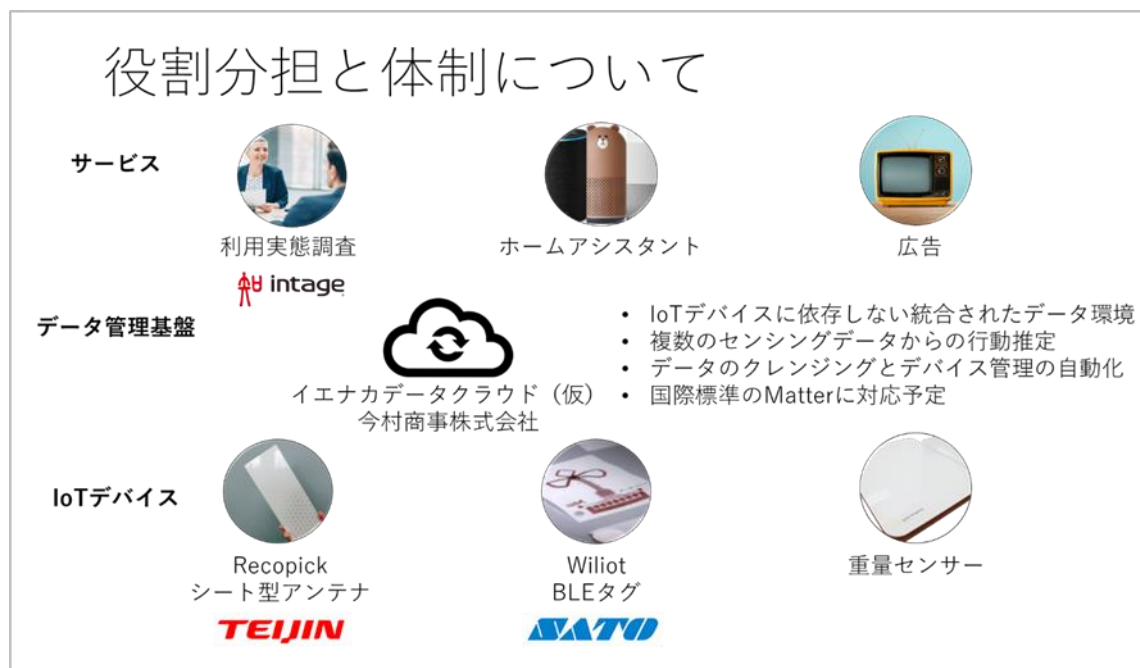 役割分担と体制について
サービス
利用実態調査
ホームアシスタント
広告
intage
データ管理基盤
イエナカデータクラウド（仮）
今村商事株式会社
• IoTデバイスに依存しない統合されたデータ環境
• 複数のセンシングデータからの行動推定
• データのクレンジングとデバイス管理の自動化
• 国際標準のMatterに対応予定
IoTデバイス
Recopick
シート型アンテナ
TEIJIN
Wiliot
BLEタグ
SATO
重量センサー